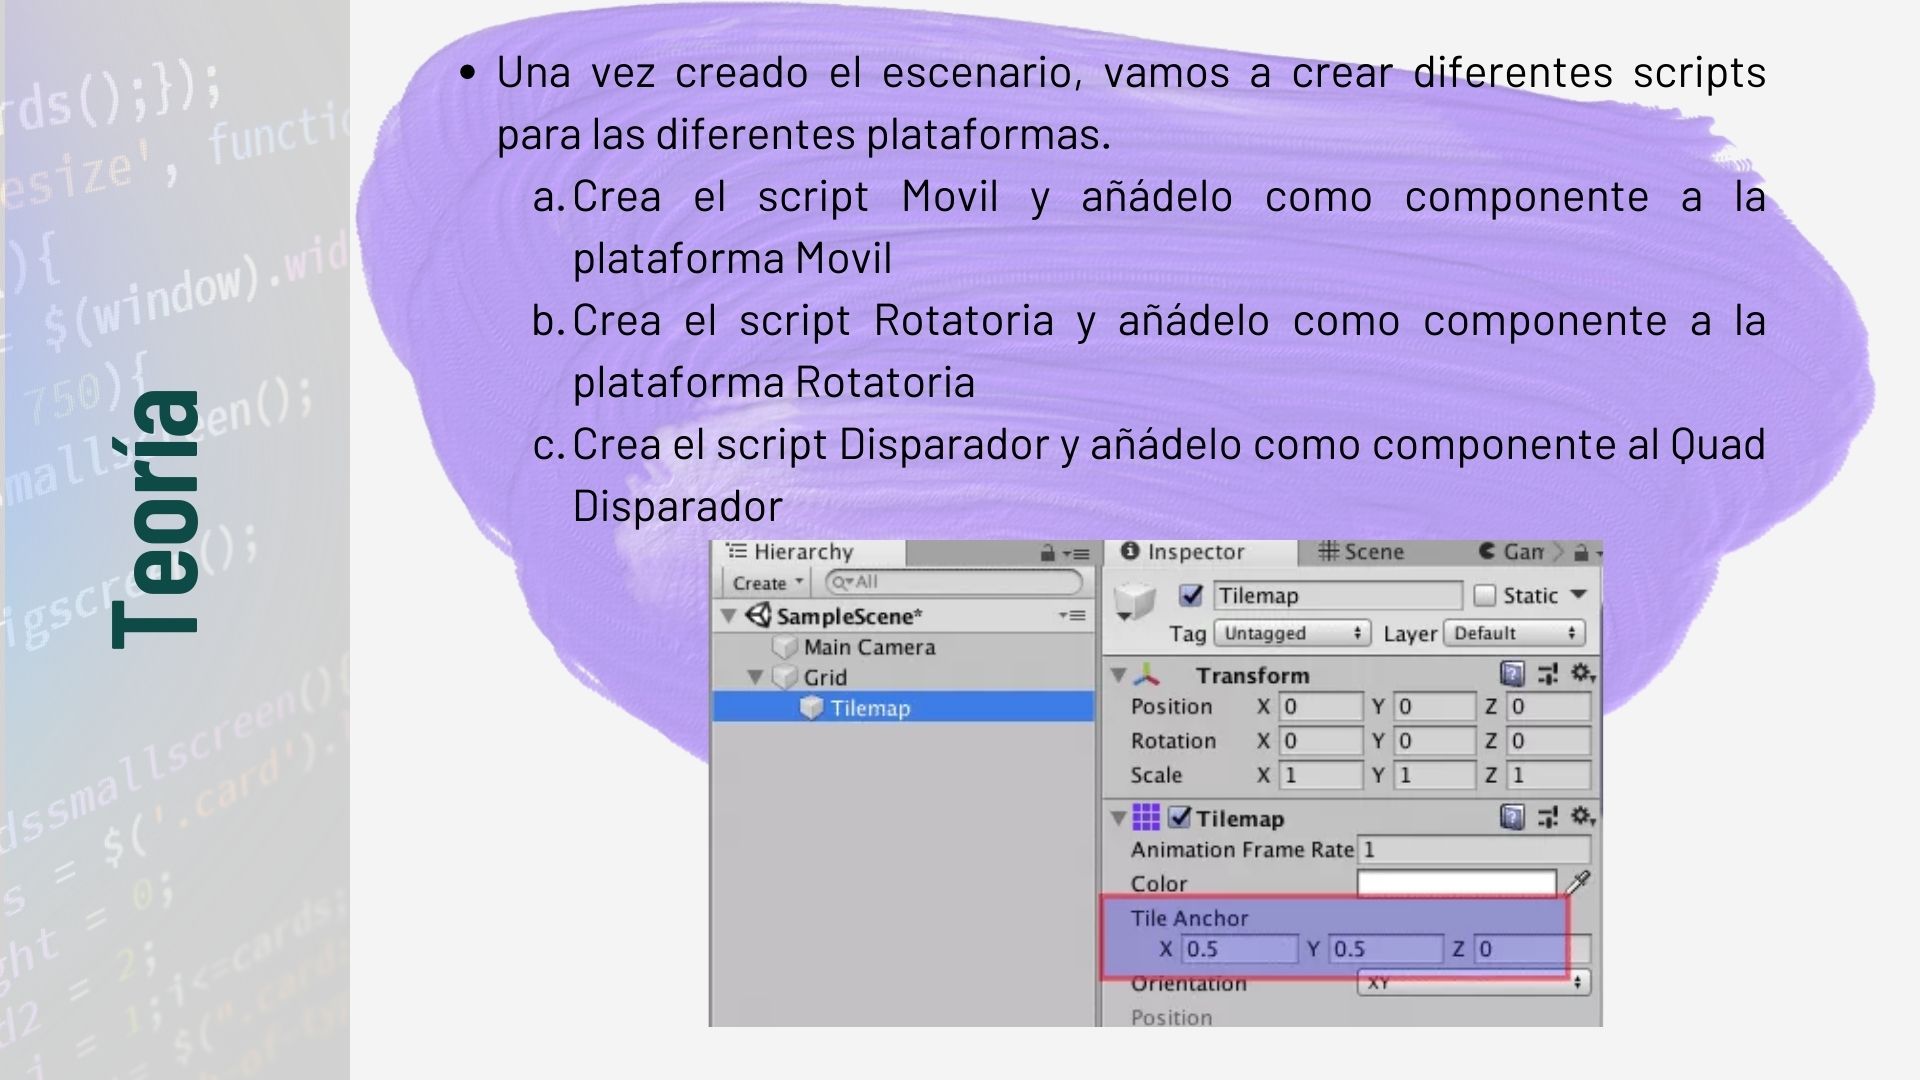 Teoría
• Una vez creado el escenario, vamos a crear diferentes scripts
para las diferentes plataformas.
a. Crea el script Movil y añádelo como componente a la
plataforma Movil
b. Crea el script Rotatoria y añádelo como componente a la
plataforma Rotatoria
c. Crea el script Disparador y añádelo como componente al Quad
Disparador
Hierarchy
Create All
SampleScene*
Main Camera
Grid
Tilemap
Inspector Scene Gam
Tilemap Static
Tag Untagged Layer Default
Transform
Position X 0 Y 0 Z 0
Rotation X 0 Y 0 Z 0
Scale X 1 Y 1 Z 1
Tilemap
Animation Frame Rate 1
Color
Tile Anchor
X 0.5 Y 0.5 Z 0
Orientation XY
Position
rds();});
esize', functio
){
= $(window).wid
750){
smallscreen();
igscreen();
dssmallscreen(){
s = $('.card').
ght = 0;
d2 = 2;
i = 1;i<=cards;